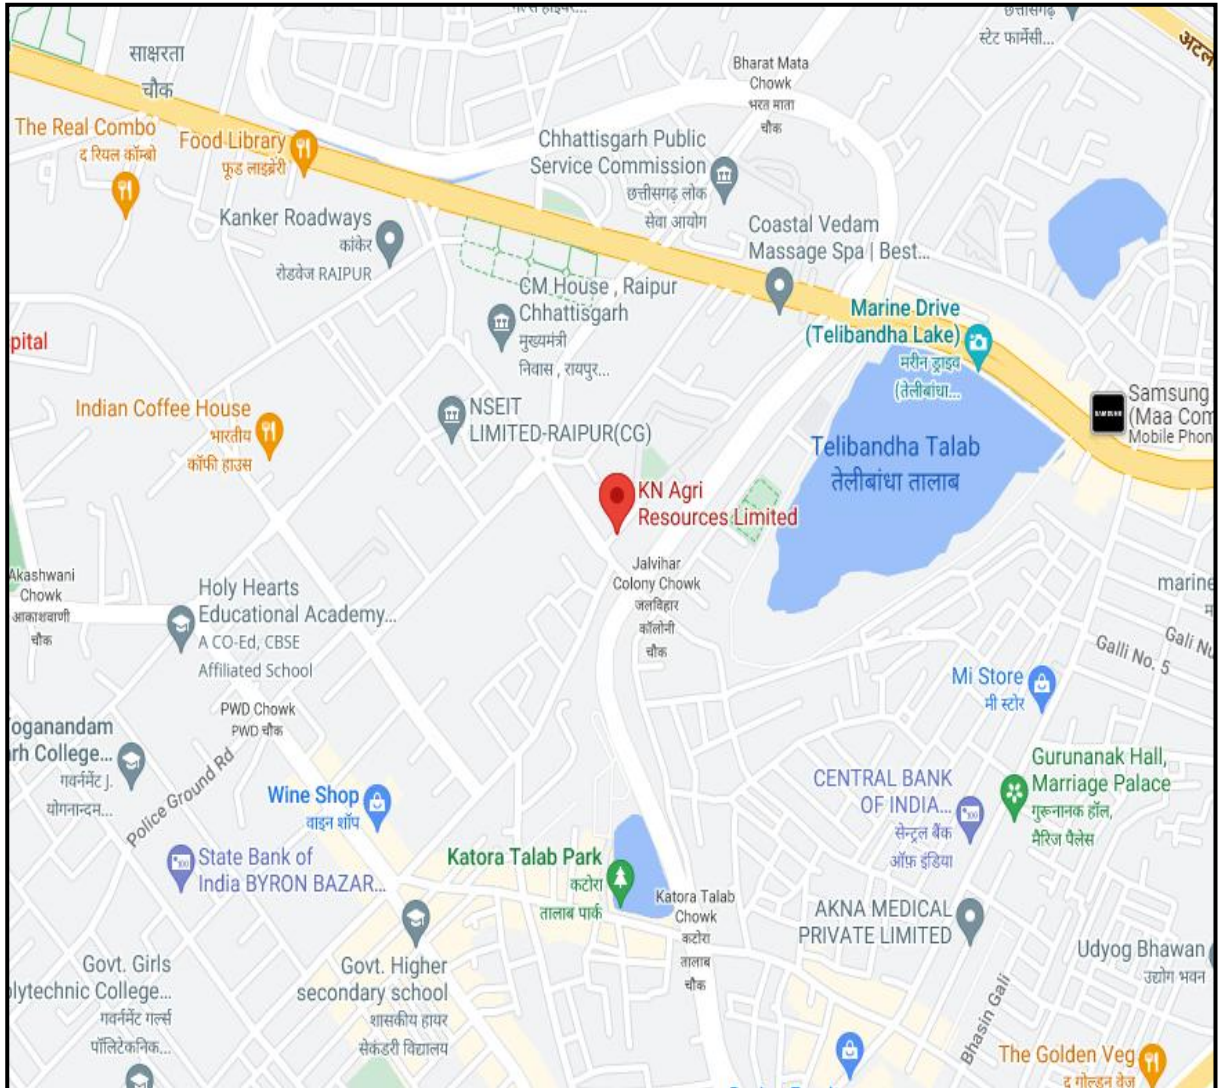 छत्तीसगढ़
स्टेट फार्मेसी...
साक्षरता
चौक
Bharat Mata
Chowk
भरत माता
चौक
The Real Combo
द रियल कॉम्बो
Food Library
फूड लाइब्रेरी
Chhattisgarh Public
Service Commission
छत्तीसगढ़ लोक
सेवा आयोग
Kanker Roadways
कांकेर
रोडवेज RAIPUR
Coastal Vedam
Massage Spa | Best...
CM House , Raipur
Chhattisgarh
मुख्यमंत्री
निवास , रायपुर...
Marine Drive
(Telibandha Lake)
मरीन ड्राइव
(तेलीबांधा...
pital
Samsung
(Maa Com
Mobile Phon
SAMSUNG
Indian Coffee House
भारतीय
कॉफी हाउस
NSEIT
LIMITED-RAIPUR(CG)
Telibandha Talab
तेलीबांधा तालाब
KN Agri
Resources Limited
Jalvihar
Colony Chowk
जलविहार
कॉलोनी
चौक
Akashwani
Chowk
आकाशवाणी
चौक
Holy Hearts
Educational Academy...
A CO-Ed, CBSE
Affiliated School
marine
Galli No. 5
Gali Nu
Mi Store
मी स्टोर
PWD Chowk
PWD चौक
oganandam
rh College...
गवर्नमेंट J.
योगनान्दम...
Police Ground Rd
Wine Shop
वाइन शॉप
Gurunanak Hall,
Marriage Palace
गुरूनानक हॉल,
मैरिज पैलेस
CENTRAL BANK
OF INDIA...
सेन्ट्रल बैंक
ऑफ़ इंडिया
State Bank of
India BYRON BAZAR...
Katora Talab Park
कटोरा
तालाब पार्क
Katora Talab
Chowk
कटोरा
तालाब
चौक
AKNA MEDICAL
PRIVATE LIMITED
Udyog Bhawan
उद्योग भवन
Govt. Girls
olytechnic College...
गवर्नमेंट गर्ल्स
पॉलिटेकनिक...
Govt. Higher
secondary school
शासकीय हायर
सेकंडरी विद्यालय
Bhasin Gali
The Golden Veg
द गोल्डन वेज